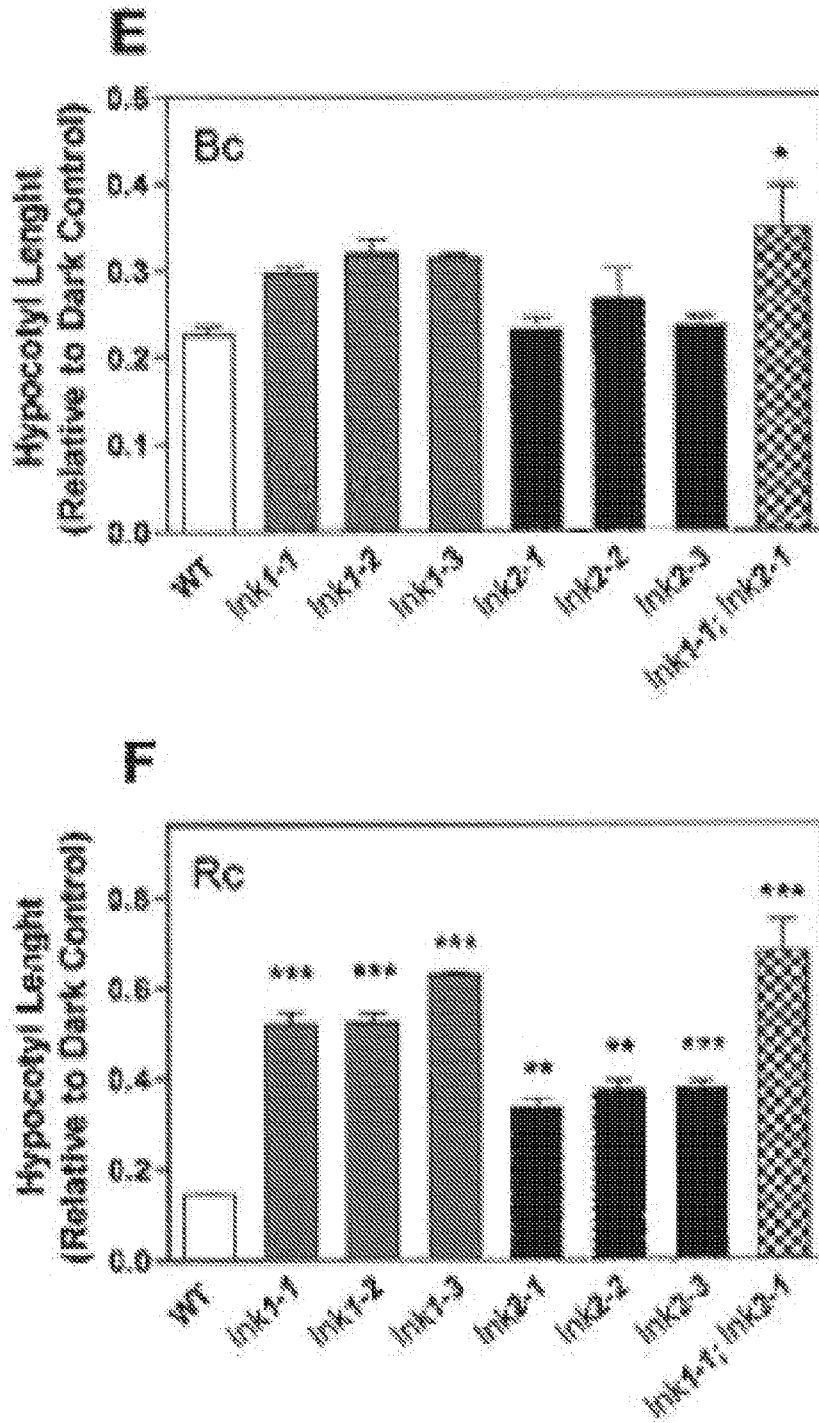 E
Hypocotyl Lenght
(Relative to Dark Control)
0.5
0.4
0.3
0.2
0.1
0.0
Bc
*
WT
lnk1-1
lnk1-2
lnk1-3
lnk2-1
lnk2-2
lnk2-3
lnk1-1; lnk2-1
F
Hypocotyl Lenght
(Relative to Dark Control)
0.8
0.6
0.4
0.2
0.0
Rc
***
***
***
**
**
***
***
WT
lnk1-1
lnk1-2
lnk1-3
lnk2-1
lnk2-2
lnk2-3
lnk1-1; lnk2-1